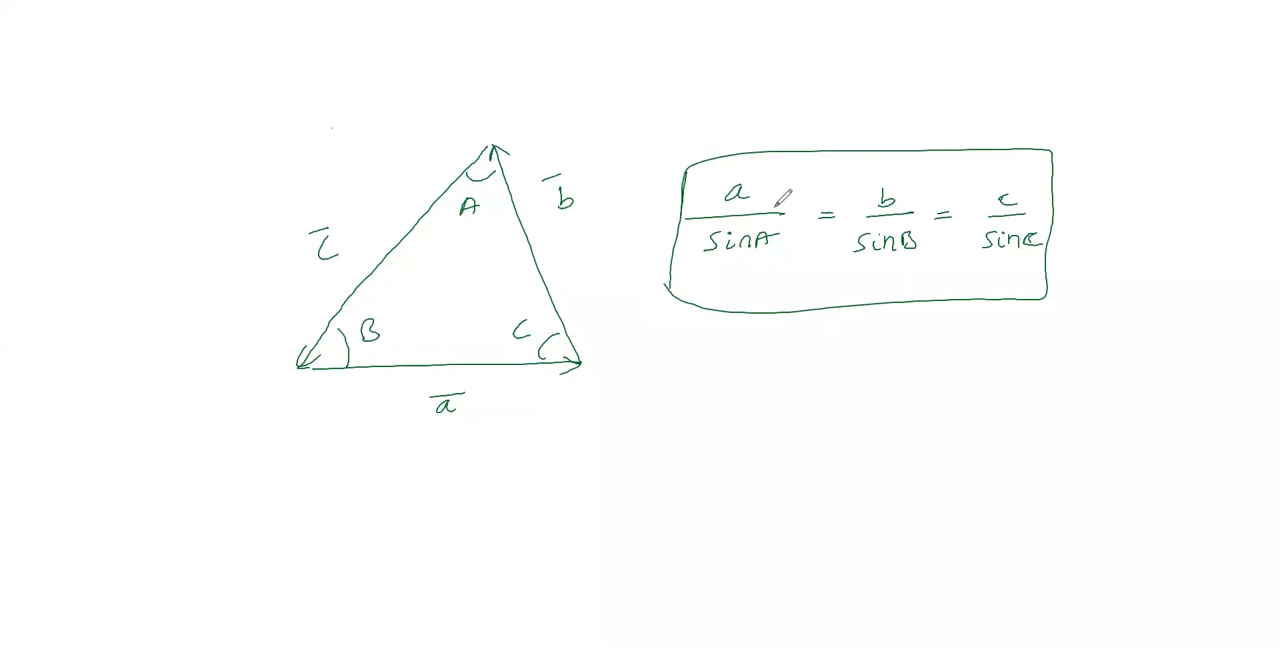 A
b̅
c̅
B
C
a̅
a/sinA = b/sinB = c/sinC